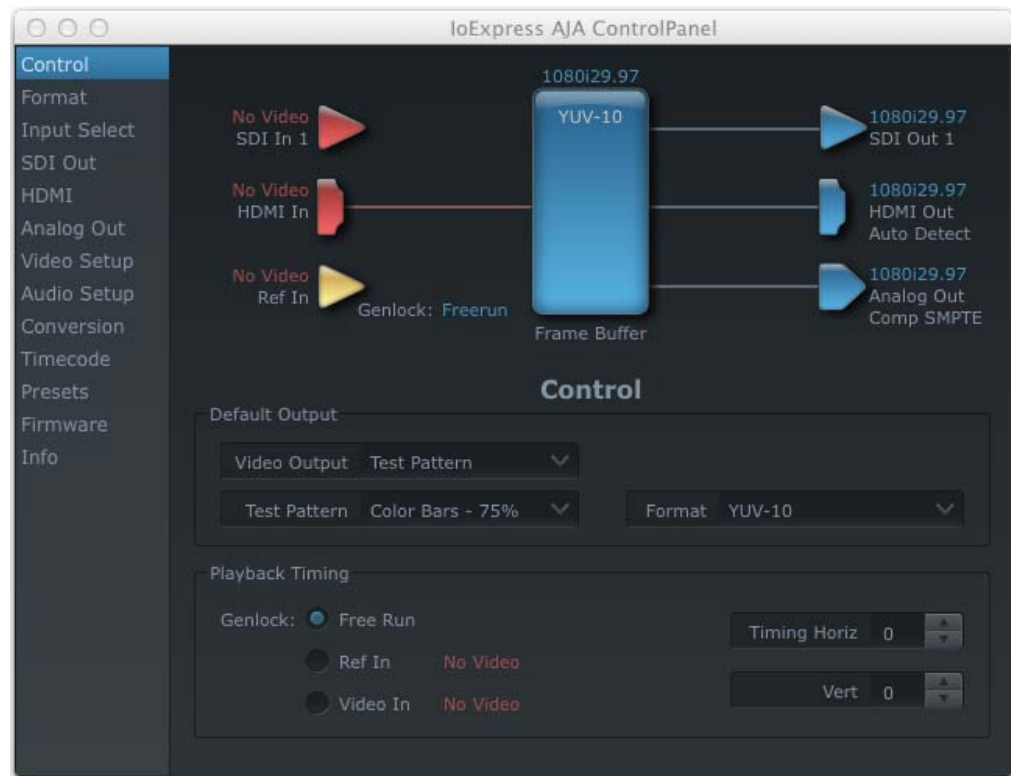 IoExpress AJA ControlPanel
Control
Format
Input Select
SDI Out
HDMI
Analog Out
Video Setup
Audio Setup
Conversion
Timecode
Presets
Firmware
Info
1080i29.97
YUV-10
Frame Buffer
No Video
SDI In 1
No Video
HDMI In
No Video
Ref In
Genlock: Freerun
1080i29.97
SDI Out 1
1080i29.97
HDMI Out
Auto Detect
1080i29.97
Analog Out
Comp SMPTE
Control
Default Output
Video Output Test Pattern
Test Pattern Color Bars - 75% Format YUV-10
Playback Timing
Genlock: Free Run
Timing Horiz 0
Ref In No Video
Vert 0
Video In No Video